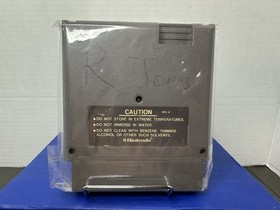 R. Jones
CAUTION
● DO NOT STORE IN EXTREME TEMPERATURES.
● DO NOT IMMERSE IN WATER.
● DO NOT CLEAN WITH BENZENE, THINNER,
ALCOHOL OR OTHER SUCH SOLVENTS.
Nintendo